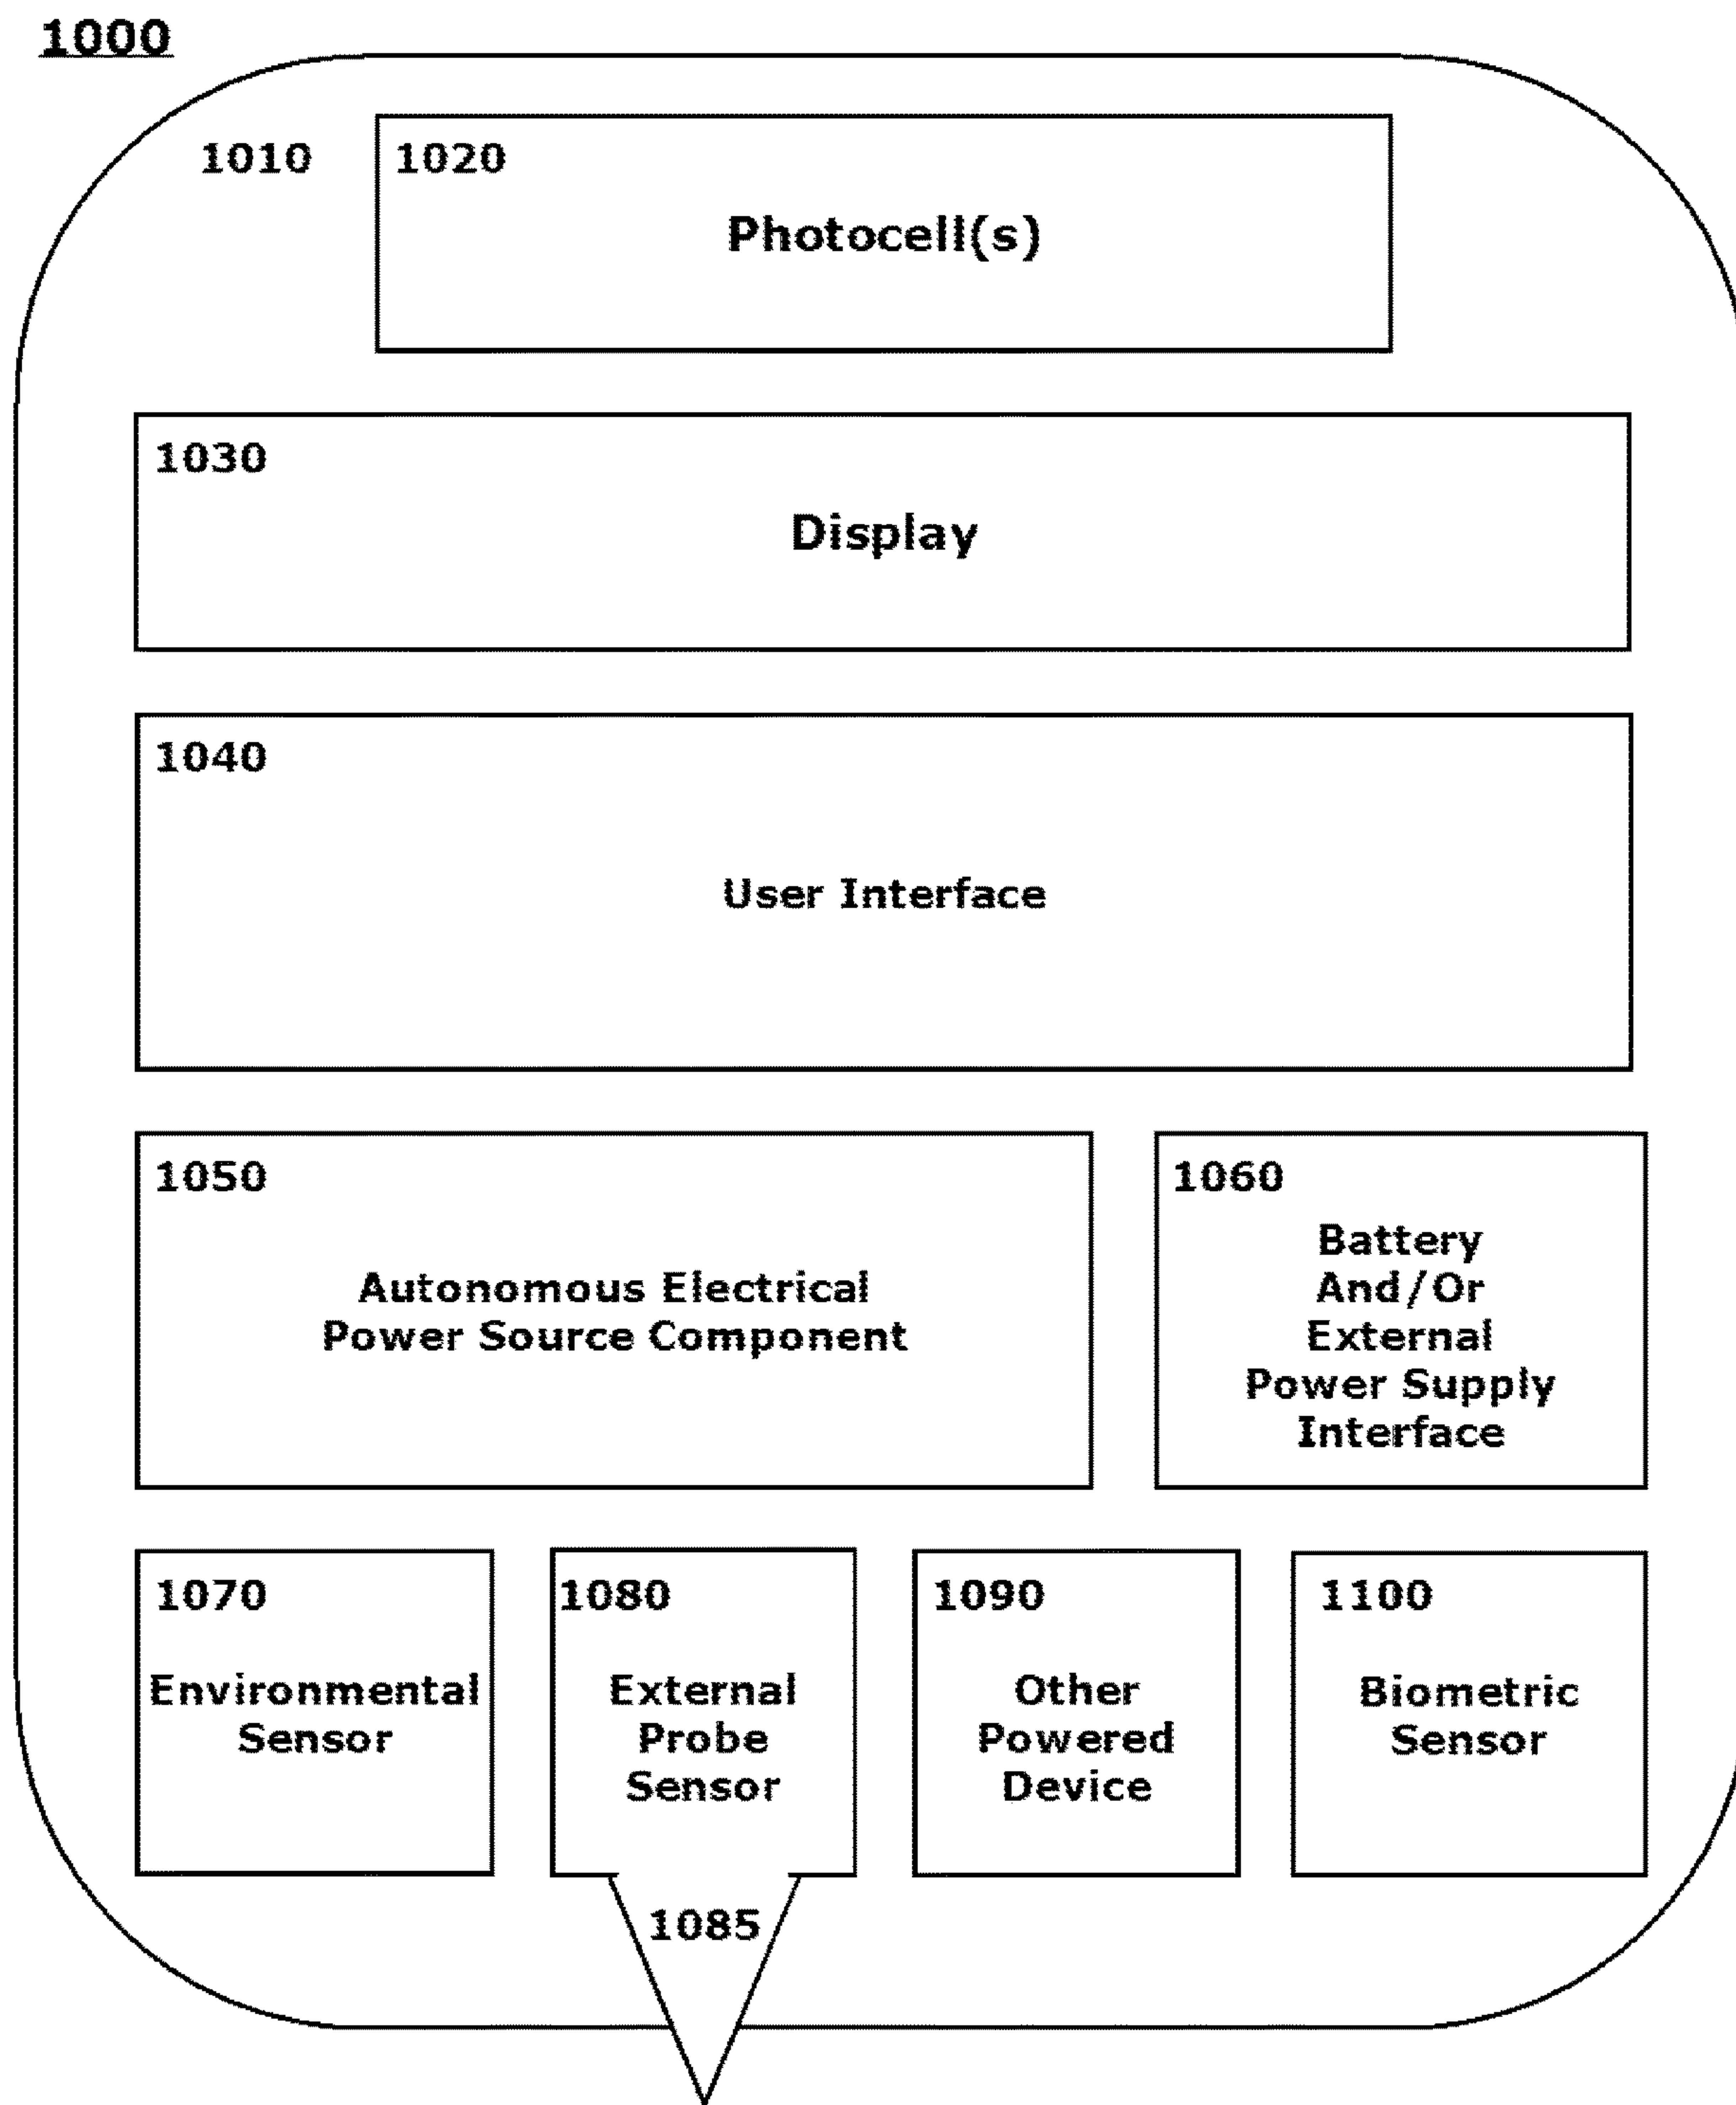 1000
1010
1020
Photocell(s)
1030
Display
1040
User Interface
1050
Autonomous Electrical
Power Source Component
1060
Battery
And/Or
External
Power Supply
Interface
1070
Environmental
Sensor
1080
External
Probe
Sensor
1085
1090
Other
Powered
Device
1100
Biometric
Sensor